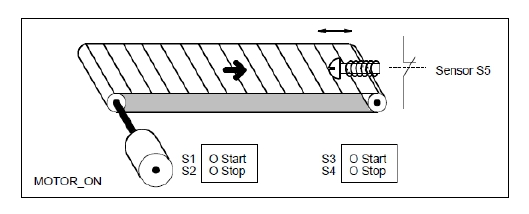 Sensor S5
S1 O Start
S2 O Stop
S3 O Start
S4 O Stop
MOTOR_ON